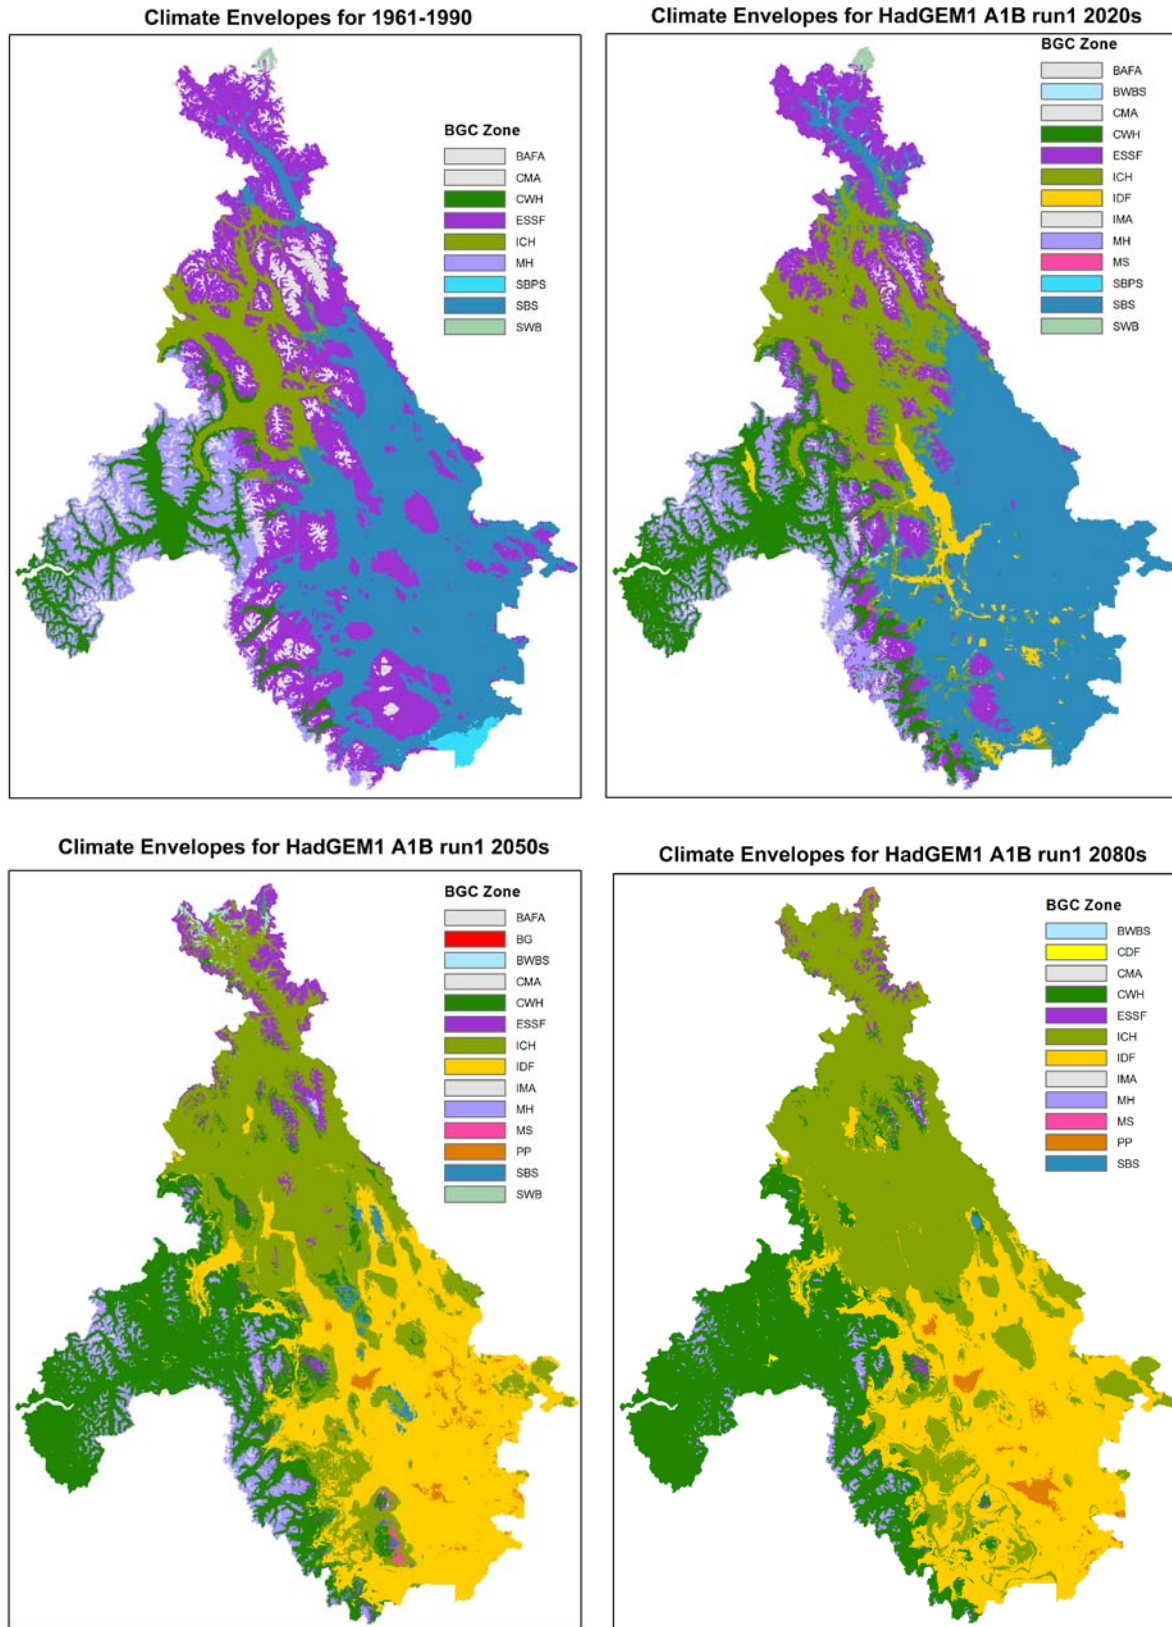 Climate Envelopes for 1961-1990
BGC Zone
BAFA
CMA
CWH
ESSF
ICH
MH
SBPS
SBS
SWB
Climate Envelopes for HadGEM1 A1B run1 2020s
BGC Zone
BAFA
BWBS
CMA
CWH
ESSF
ICH
IDF
IMA
MH
MS
SBPS
SBS
SWB
Climate Envelopes for HadGEM1 A1B run1 2050s
BGC Zone
BAFA
BG
BWBS
CMA
CWH
ESSF
ICH
IDF
IMA
MH
MS
PP
SBS
SWB
Climate Envelopes for HadGEM1 A1B run1 2080s
BGC Zone
BWBS
CDF
CMA
CWH
ESSF
ICH
IDF
IMA
MH
MS
PP
SBS